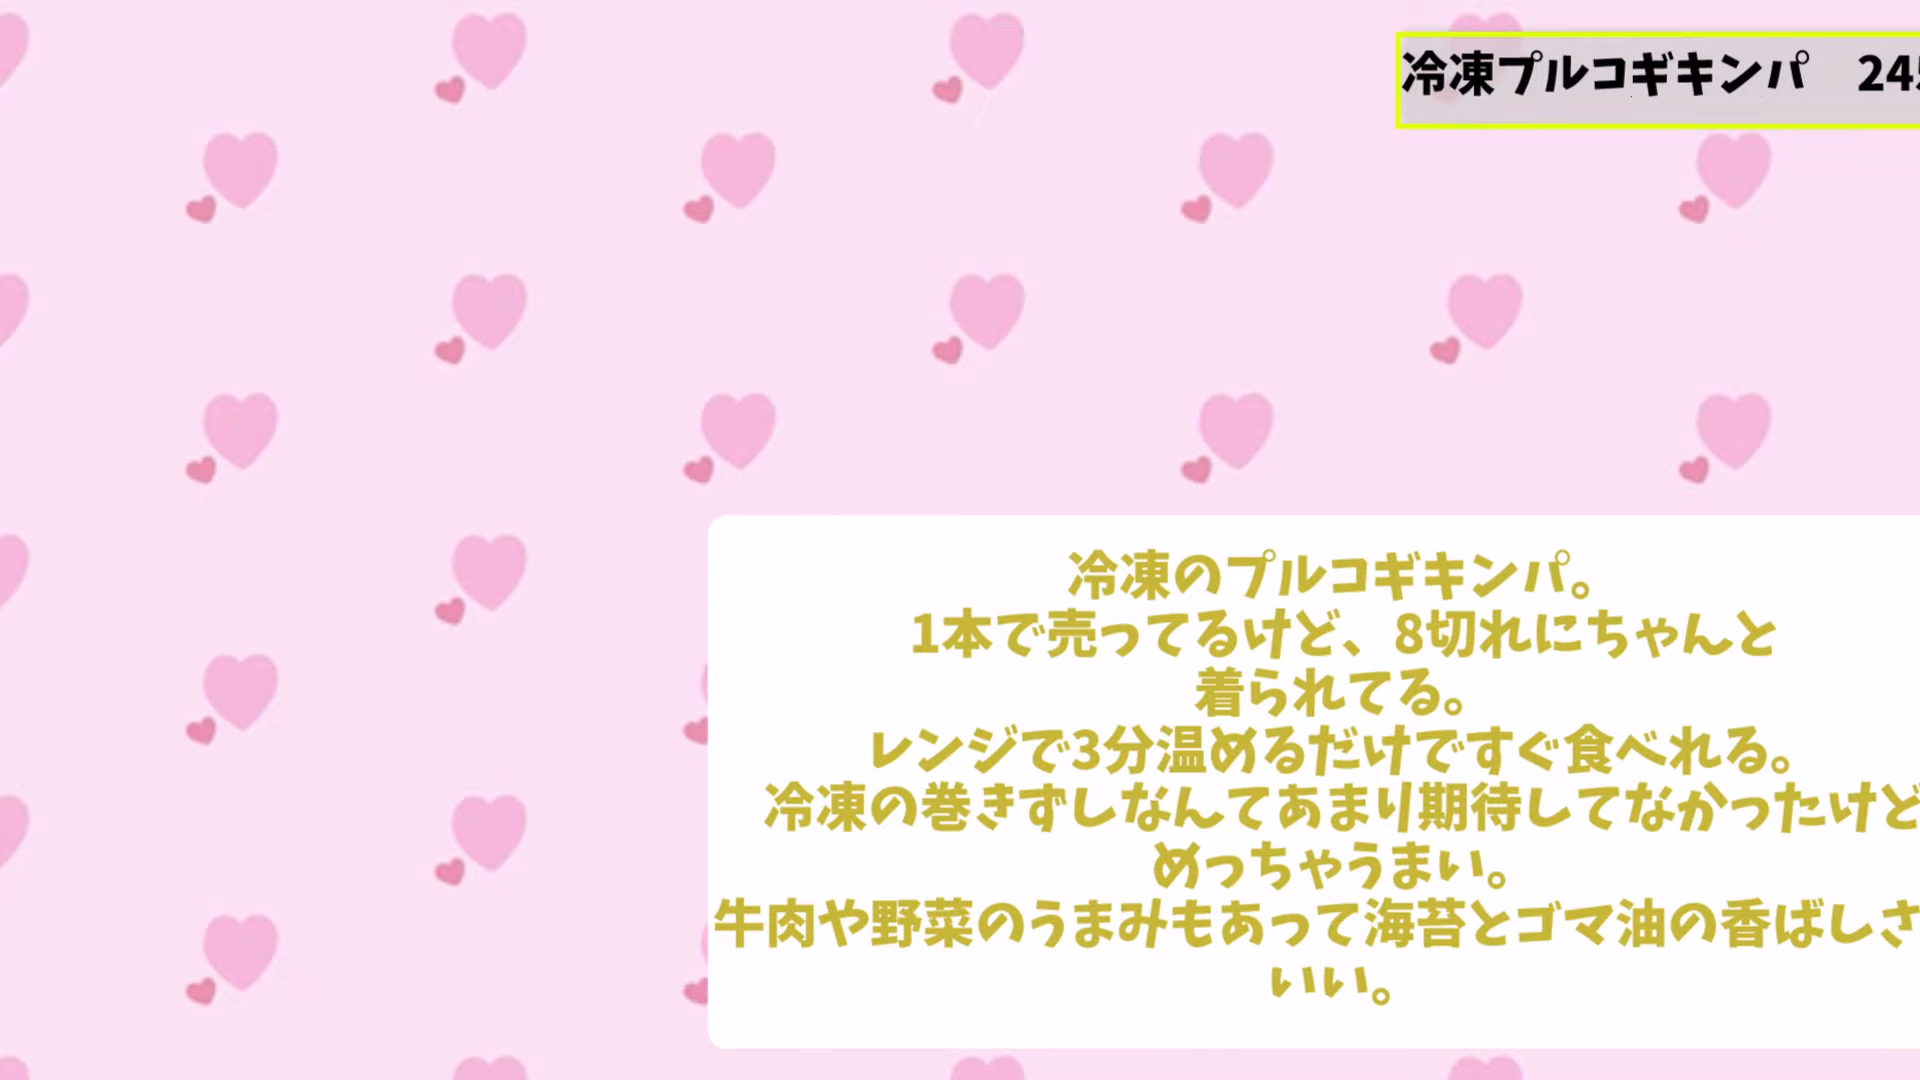 冷凍プルコギキンパ　24
冷凍のプルコギキンパ。
1本で売ってるけど、8切れにちゃんと
着られてる。
レンジで3分温めるだけですぐ食べれる。
冷凍の巻きずしなんてあまり期待してなかったけど
めっちゃうまい。
牛肉や野菜のうまみもあって海苔とゴマ油の香ばしさ
いい。